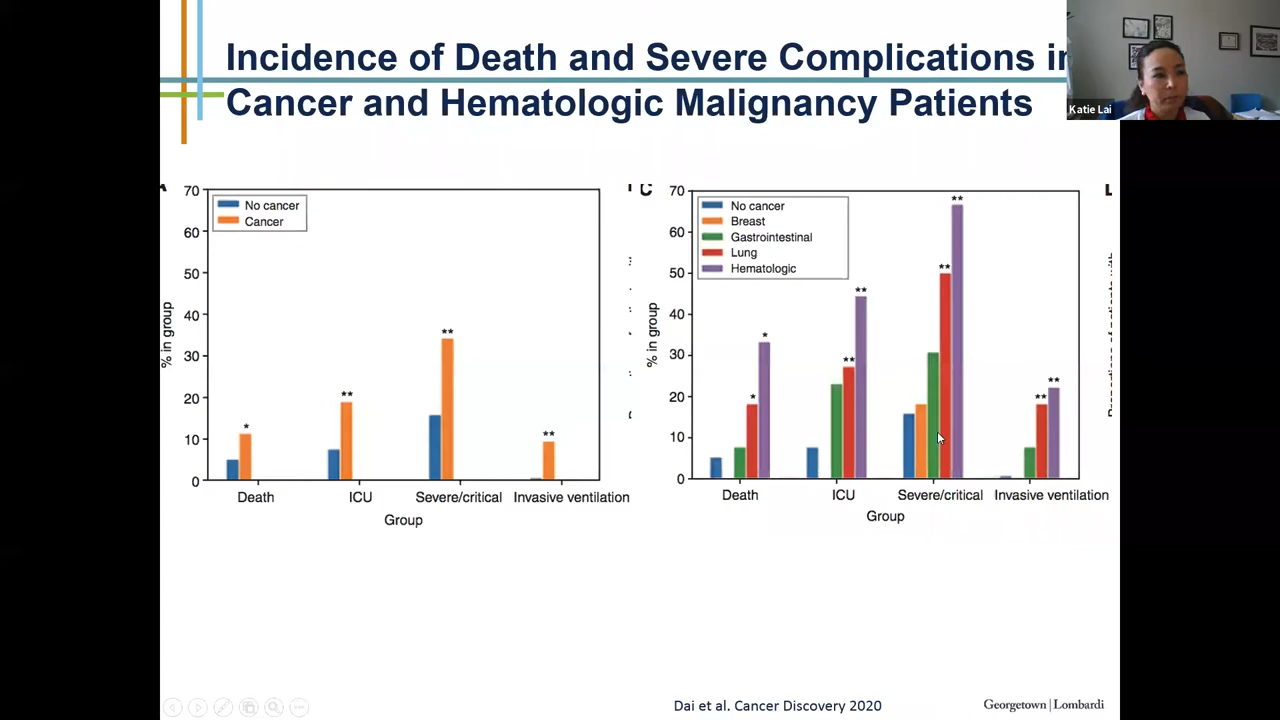 Incidence of Death and Severe Complications in
Cancer and Hematologic Malignancy Patients
Katie Lai
70
60
50
40
30
20
10
0
% in group
No cancer
Cancer
*
**
**
**
Death
ICU
Severe/critical
Invasive ventilation
Group
C
70
60
50
40
30
20
10
0
% in group
No cancer
Breast
Gastrointestinal
Lung
Hematologic
*
*
**
**
**
**
**
**
Death
ICU
Severe/critical
Invasive ventilation
Group
Dai et al. Cancer Discovery 2020
Georgetown | Lombardi